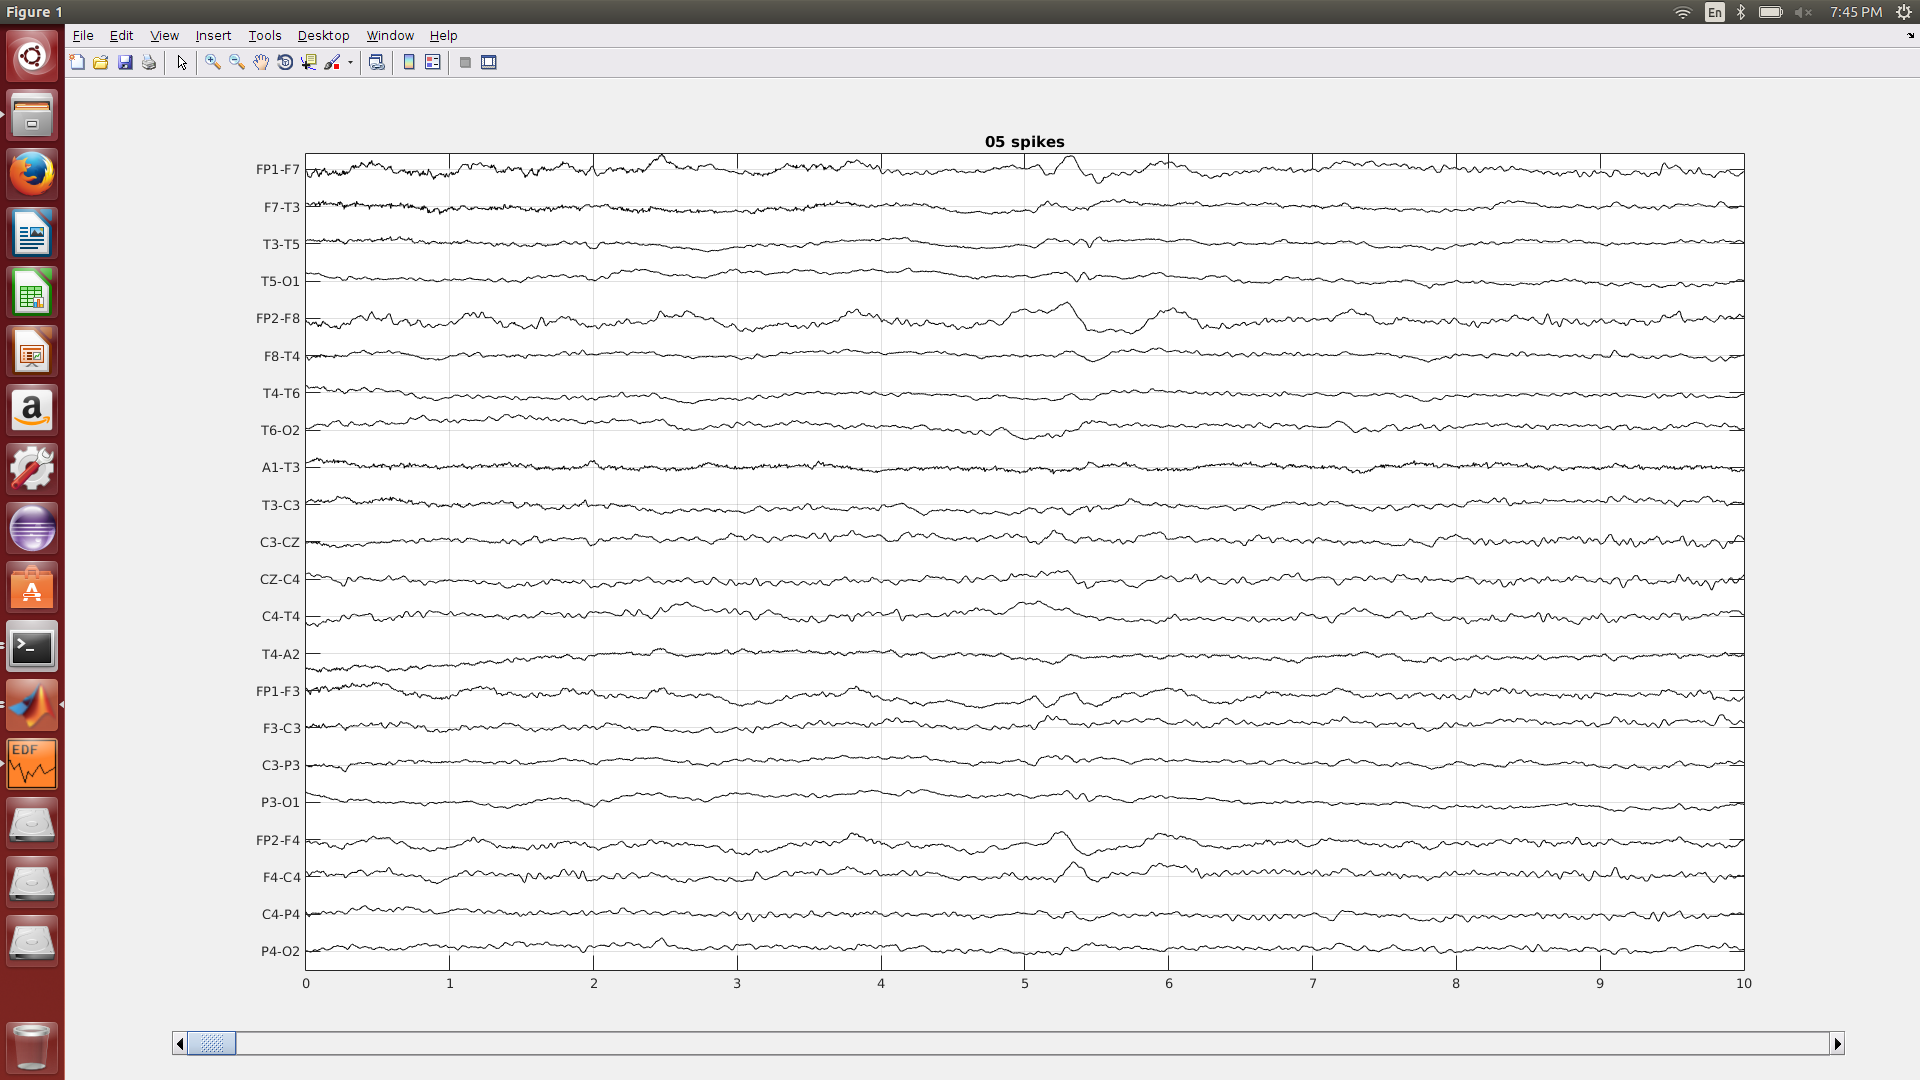 Figure 1
En
7:45 PM
File Edit View Insert Tools Desktop Window Help
05 spikes
FP1-F7
F7-T3
T3-T5
T5-O1
FP2-F8
F8-T4
T4-T6
T6-O2
A1-T3
T3-C3
C3-CZ
CZ-C4
C4-T4
T4-A2
FP1-F3
F3-C3
C3-P3
P3-O1
FP2-F4
F4-C4
C4-P4
P4-O2
0 1 2 3 4 5 6 7 8 9 10
a
A
>_
EDF